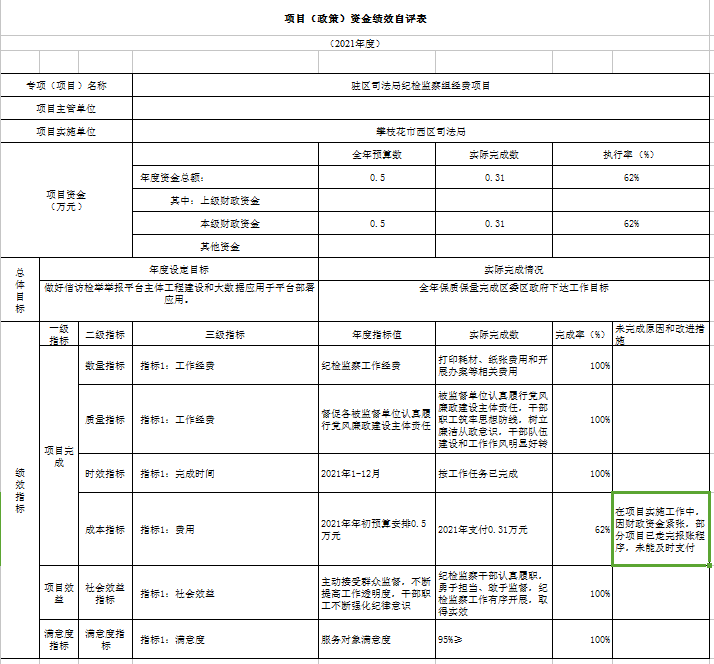 项目（政策）资金绩效自评表
（2021年度）
专项（项目）名称
驻区司法局纪检监察组经费项目
项目主管单位
项目实施单位
攀枝花市西区司法局
项目资金
（万元）
全年预算数
实际完成数
执行率（%）
年度资金总额：
0.5
0.31
62%
其中：上级财政资金
本级财政资金
0.5
0.31
62%
其他资金
总
体
目
标
年度设定目标
实际完成情况
做好信访检举举报平台主体工程建设和大数据应用于平台部署
应用。
全年保质保量完成区委区政府下达工作目标
绩
效
指
标
一级
指标
二级指标
三级指标
年度指标值
实际完成数
完成率（%）
未完成原因和改进措
施
项目完
成
数量指标
指标1：工作经费
纪检监察工作经费
打印耗材、纸张费用和开
展办案等相关费用
100%
质量指标
指标1：工作经费
督促各被监督单位认真履
行党风廉政建设主体责任
被监督单位认真履行党风
廉政建设主体责任，干部
职工筑牢思想防线，树立
廉洁从政意识，干部队伍
建设和工作作风明显好转
100%
时效指标
指标1：完成时间
2021年1-12月
按工作任务已完成
100%
成本指标
指标1：费用
2021年年初预算安排0.5
万元
2021年支付0.31万元
62%
在项目实施工作中，
因财政资金紧张，部
分项目已走完报账程
序，未能及时支付
项目效
益
社会效益
指标
指标1：社会效益
主动接受群众监督，不断
提高工作透明度，干部职
工不断强化纪律意识
纪检监察干部认真履职，
勇于担当、敢于监督，纪
检监察工作有序开展，取
得实效
100%
满意度
指标
满意度指
标
指标1：满意度
服务对象满意度
95%≥
100%